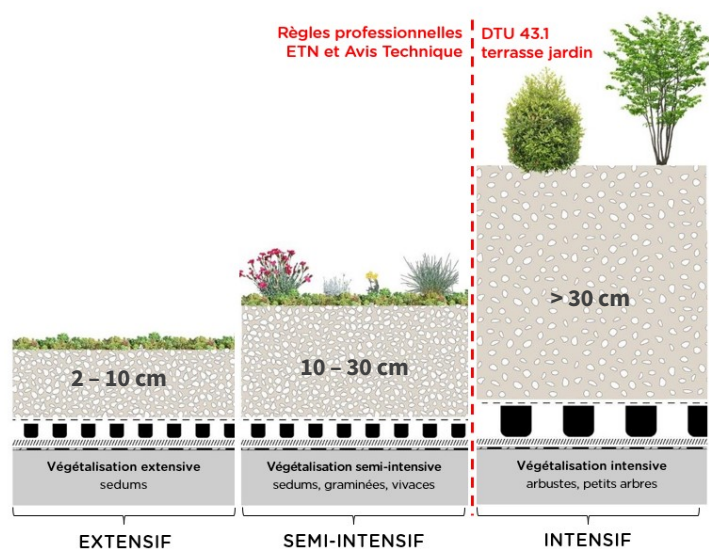 Règles professionnelles
ETN et Avis Technique
DTU 43.1
terrasse jardin
2 – 10 cm
10 – 30 cm
> 30 cm
Végétalisation extensive
sedums
Végétalisation semi-intensive
sedums, graminées, vivaces
Végétalisation intensive
arbustes, petits arbres
EXTENSIF
SEMI-INTENSIF
INTENSIF